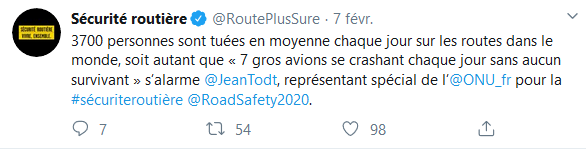 Sécurité routière @RoutePlusSure · 7 févr.
3700 personnes sont tuées en moyenne chaque jour sur les routes dans le
monde, soit autant que « 7 gros avions se crashant chaque jour sans aucun
survivant » s'alarme @JeanTodt, représentant spécial de l'@ONU_fr pour la
#sécuriteroutière @RoadSafety2020.
7 54 98
SÉCURITÉ ROUTIÈRE
VIVRE, ENSEMBLE.